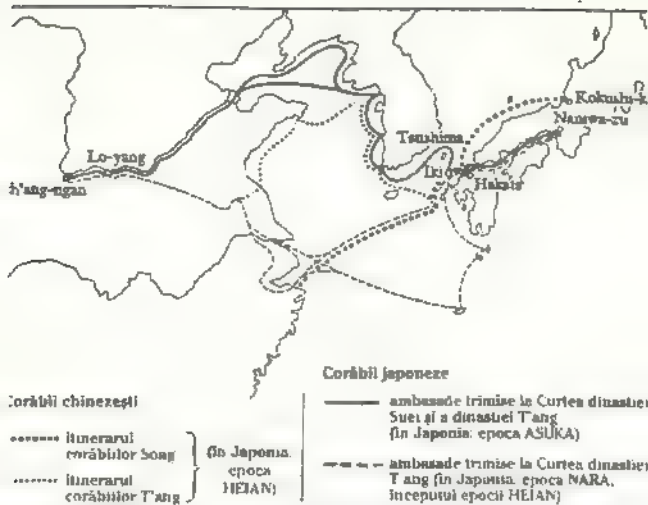 Kokushu-k
Naniwa-zu
Tsushima
Lo-yang
Iki
Hakata
h'ang-ngan
Corăbii japoneze
Corăbii chinezești
ambasade trimise la Curtea dinastiei
Suei și a dinastiei T'ang
(în Japonia: epoca ASUKA)
itinerarul
corăbiilor Song
(în Japonia:
epoca
HEIAN)
itinerarul
corăbiilor T'ang
ambasade trimise la Curtea dinastiei
T'ang (în Japonia, epoca NARA,
începutul epocii HEIAN)